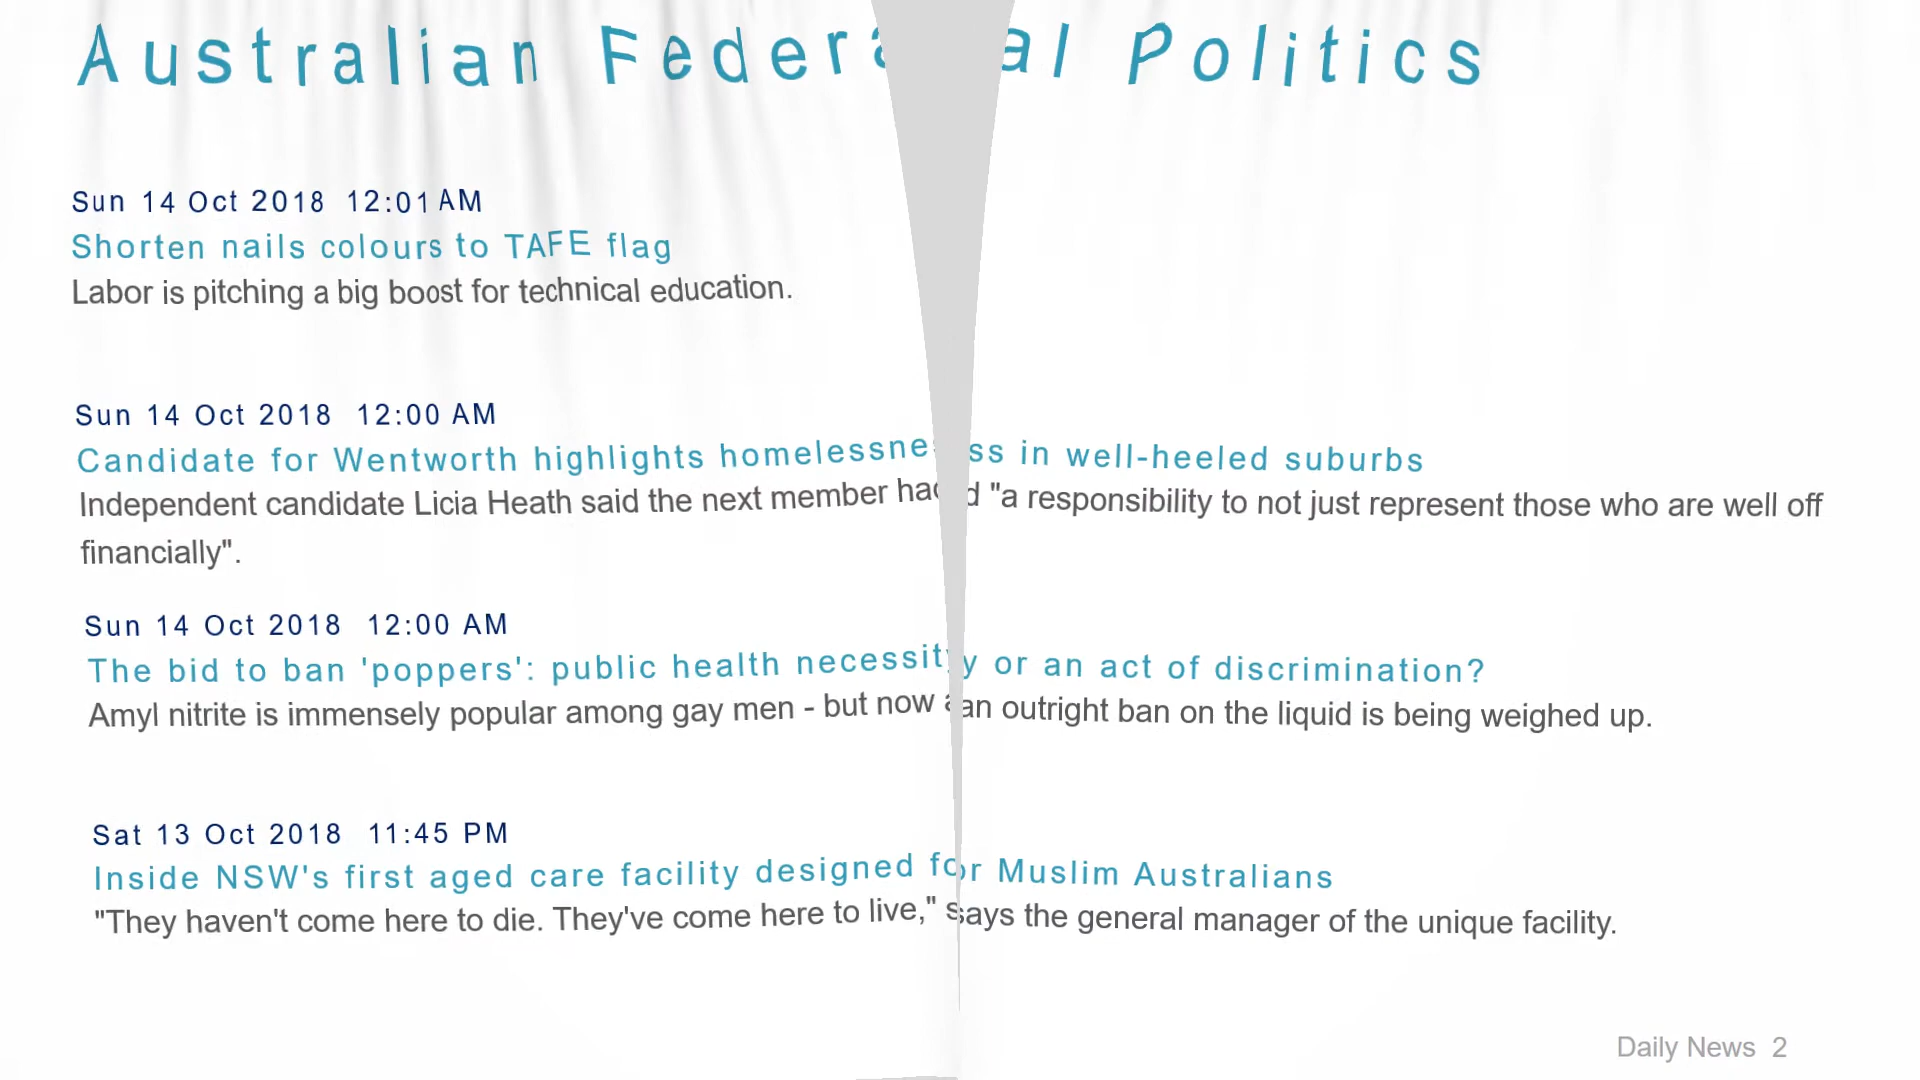 Australian Federal Politics
Sun 14 Oct 2018 12:01 AM
Shorten nails colours to TAFE flag
Labor is pitching a big boost for technical education.
Sun 14 Oct 2018 12:00 AM
Candidate for Wentworth highlights homelessness in well-heeled suburbs
Independent candidate Licia Heath said the next member had "a responsibility to not just represent those who are well off
financially".
Sun 14 Oct 2018 12:00 AM
The bid to ban 'poppers': public health necessity or an act of discrimination?
Amyl nitrite is immensely popular among gay men - but now an outright ban on the liquid is being weighed up.
Sat 13 Oct 2018 11:45 PM
Inside NSW's first aged care facility designed for Muslim Australians
"They haven't come here to die. They've come here to live," says the general manager of the unique facility.
Daily News 2